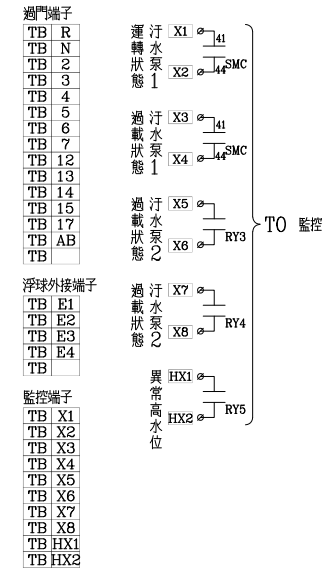 過門端子
TB R
TB N
TB 2
TB 3
TB 4
TB 5
TB 6
TB 7
TB 12
TB 13
TB 14
TB 15
TB 17
TB AB
TB
浮球外接端子
TB E1
TB E2
TB E3
TB E4
TB
監控端子
TB X1
TB X2
TB X3
TB X4
TB X5
TB X6
TB X7
TB X8
TB HX1
TB HX2
汙水泵1
運轉狀態
X1
41
X2
44
SMC
汙水泵1
過載狀態
X3
41
X4
44
SMC
汙水泵2
過載狀態
X5
X6
RY3
汙水泵2
過載狀態
X7
X8
RY4
異常高水位
HX1
HX2
RY5
TO 監控